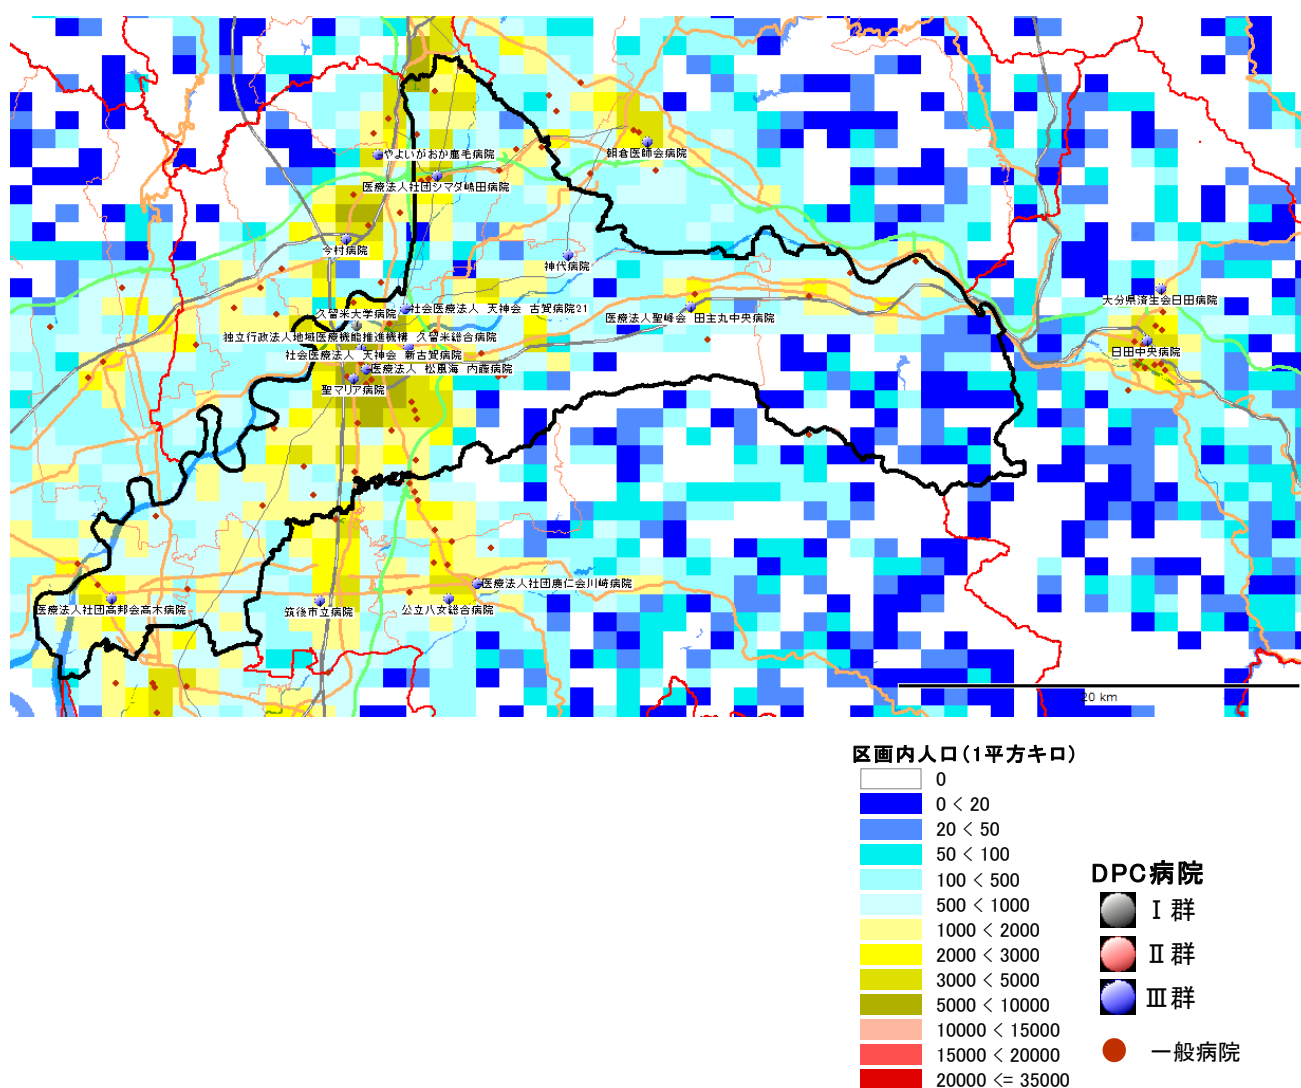 やよいがおか鹿毛病院
朝倉医師会病院
医療法人社団シマダ嶋田病院
今村病院
神代病院
大分県済生会日田病院
久留米大学病院
社会医療法人 天神会 古賀病院21
医療法人聖峰会 田主丸中央病院
独立行政法人地域医療機能推進機構 久留米総合病院
日田中央病院
社会医療法人 天神会 新古賀病院
医療法人 松風海 内藤病院
聖マリア病院
医療法人社団慶仁会川崎病院
医療法人社団高邦会高木病院
筑後市立病院
公立八女総合病院
20 km
区画内人口(1平方キロ)
0
0 < 20
20 < 50
50 < 100
100 < 500
500 < 1000
1000 < 2000
2000 < 3000
3000 < 5000
5000 < 10000
10000 < 15000
15000 < 20000
20000 <= 35000
DPC病院
Ⅰ群
Ⅱ群
Ⅲ群
一般病院